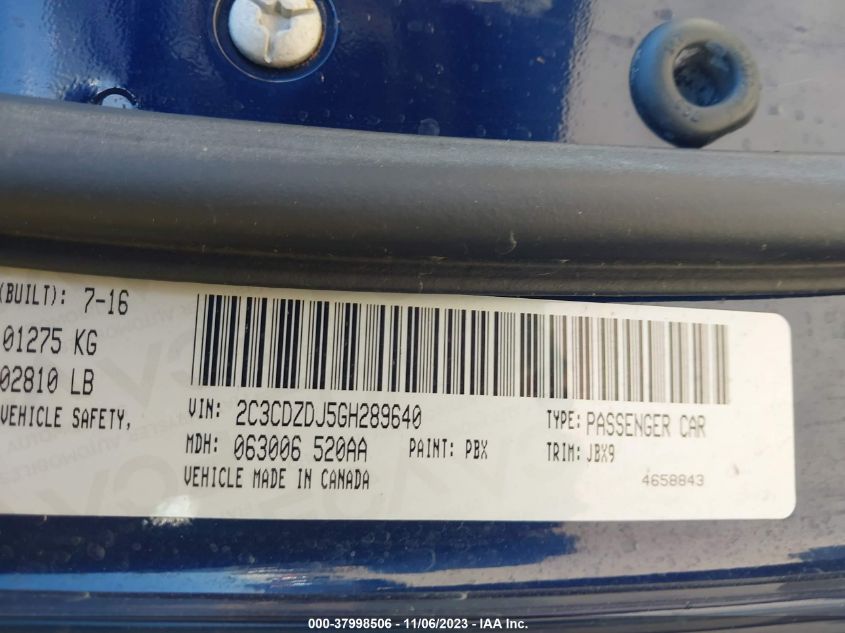 (BUILT): 7-16
01275 KG
02810 LB
VEHICLE SAFETY,
VIN: 2C3CDZDJ5GH289640
TYPE: PASSENGER CAR
MDH: 063006 520AA PAINT: PBX TRIM: JBX9
VEHICLE MADE IN CANADA
4658843
000-37998506 - 11/06/2023 - IAA Inc.